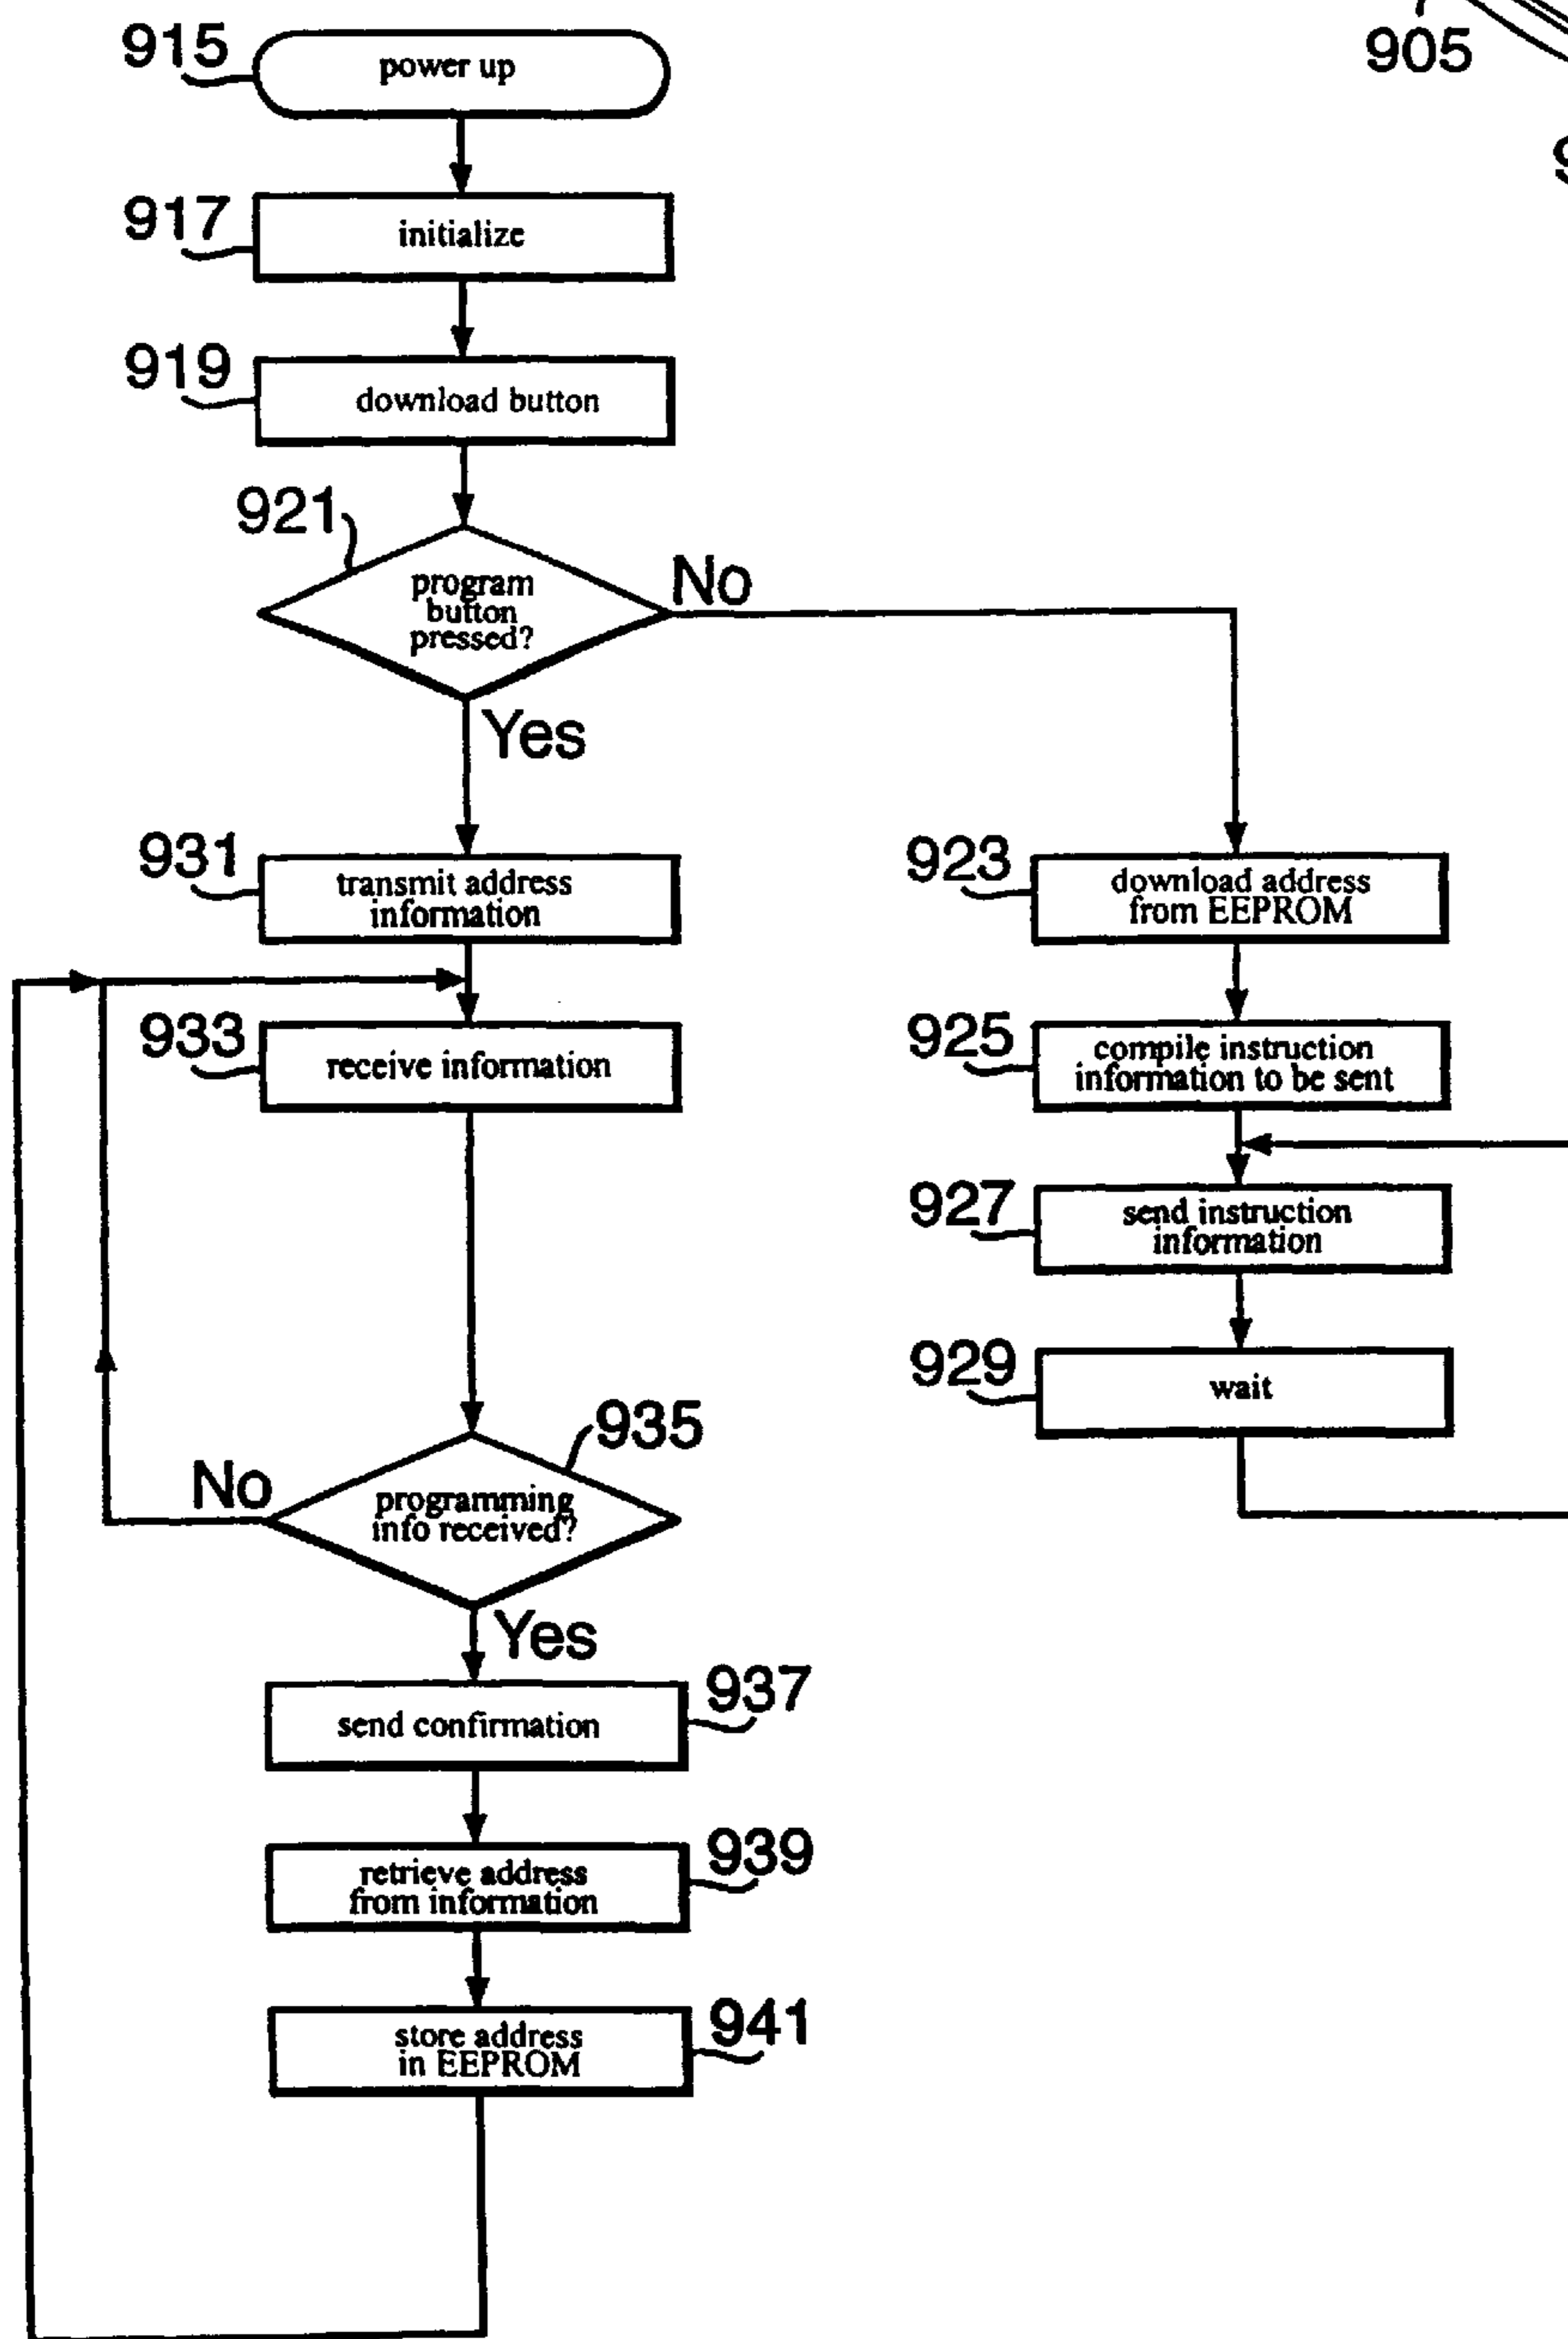 905
9
915
power up
917
initialize
919
download button
921
program
button
pressed?
No
Yes
931
transmit address
information
933
receive information
935
programming
info received?
No
Yes
937
send confirmation
939
retrieve address
from information
941
store address
in EEPROM
923
download address
from EEPROM
925
compile instruction
information to be sent
927
send instruction
information
929
wait